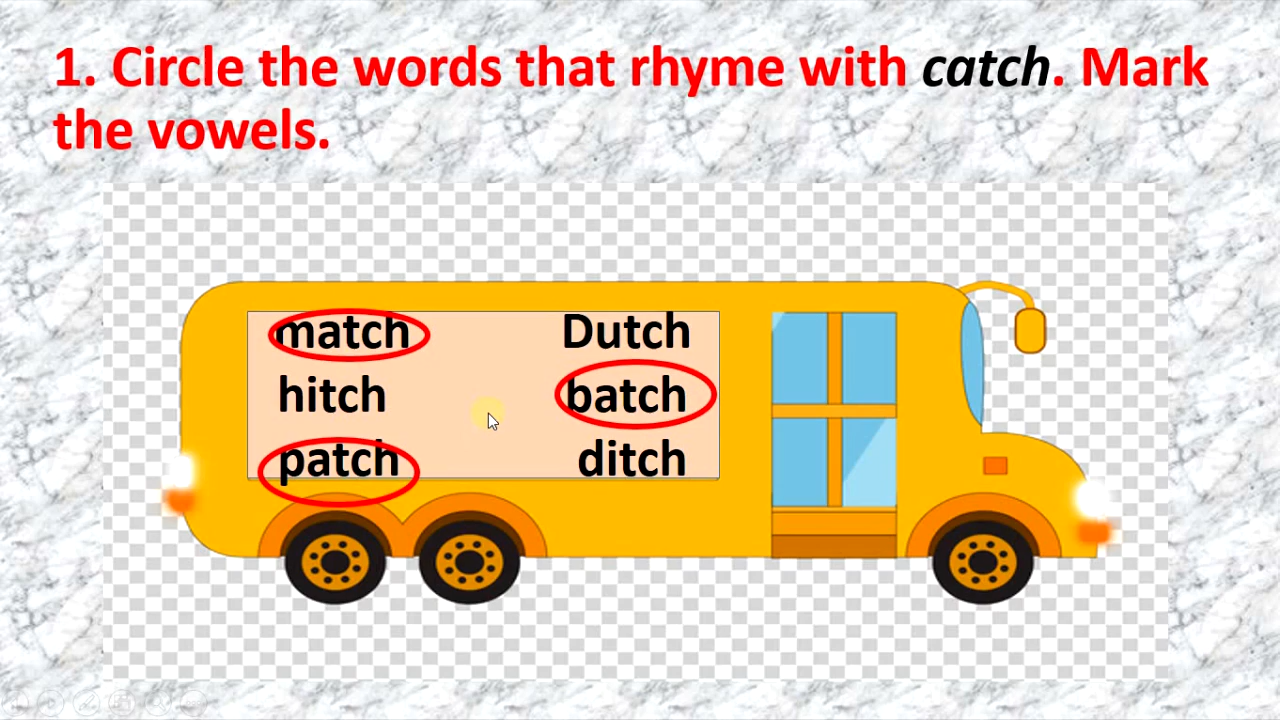 1. Circle the words that rhyme with catch. Mark
the vowels.
match Dutch
hitch batch
patch ditch